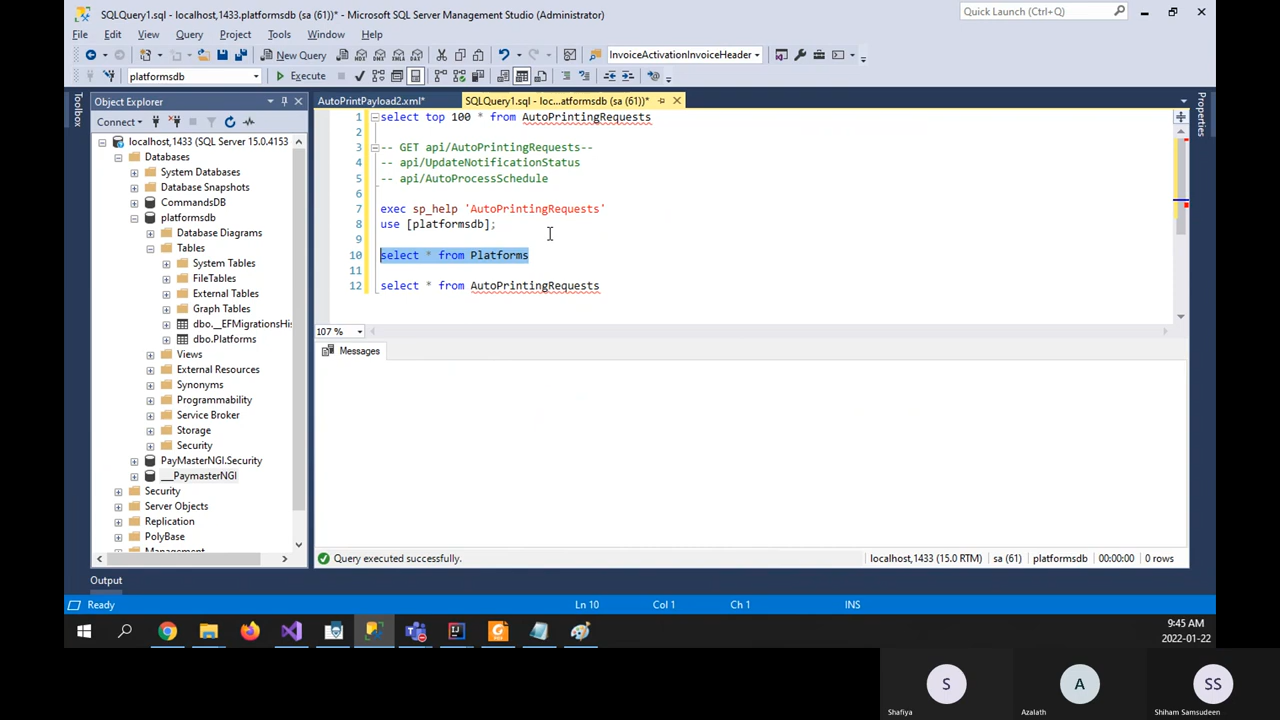 SQLQuery1.sql - localhost,1433.platformsdb (sa (61))* - Microsoft SQL Server Management Studio (Administrator)
Quick Launch (Ctrl+Q)
File Edit View Query Project Tools Window Help
New Query
InvoiceActivationInvoiceHeader
platformsdb
Execute
Object Explorer
AutoPrintPayload2.xml*
SQLQuery1.sql - loc...atformsdb (sa (61))*
Properties
Toolbox
Connect
localhost,1433 (SQL Server 15.0.4153
Databases
System Databases
Database Snapshots
CommandsDB
platformsdb
Database Diagrams
Tables
System Tables
FileTables
External Tables
Graph Tables
dbo.__EFMigrationsHis
dbo.Platforms
Views
External Resources
Synonyms
Programmability
Service Broker
Storage
Security
PayMasterNGI.Security
__PaymasterNGI
Security
Server Objects
Replication
PolyBase
Management
1 select top 100 * from AutoPrintingRequests
2
3 -- GET api/AutoPrintingRequests--
4 -- api/UpdateNotificationStatus
5 -- api/AutoProcessSchedule
6
7 exec sp_help 'AutoPrintingRequests'
8 use [platformsdb];
9
10 select * from Platforms
11
12 select * from AutoPrintingRequests
107 %
Messages
Query executed successfully.
localhost,1433 (15.0 RTM) sa (61) platformsdb 00:00:00 0 rows
Output
Ready
Ln 10 Col 1 Ch 1 INS
9:45 AM
2022-01-22
S A SS
Shafiya Azalath Shiham Samsudeen